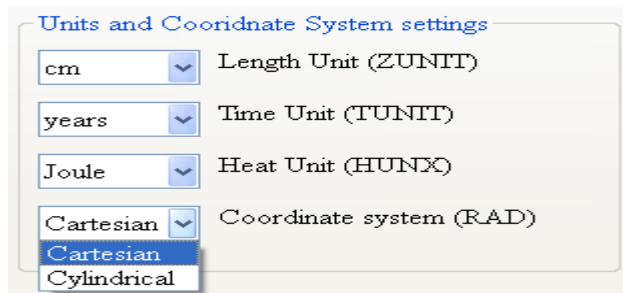 Units and Cooridnate System settings
cm Length Unit (ZUNIT)
years Time Unit (TUNIT)
Joule Heat Unit (HUNX)
Cartesian Coordinate system (RAD)
Cartesian
Cylindrical